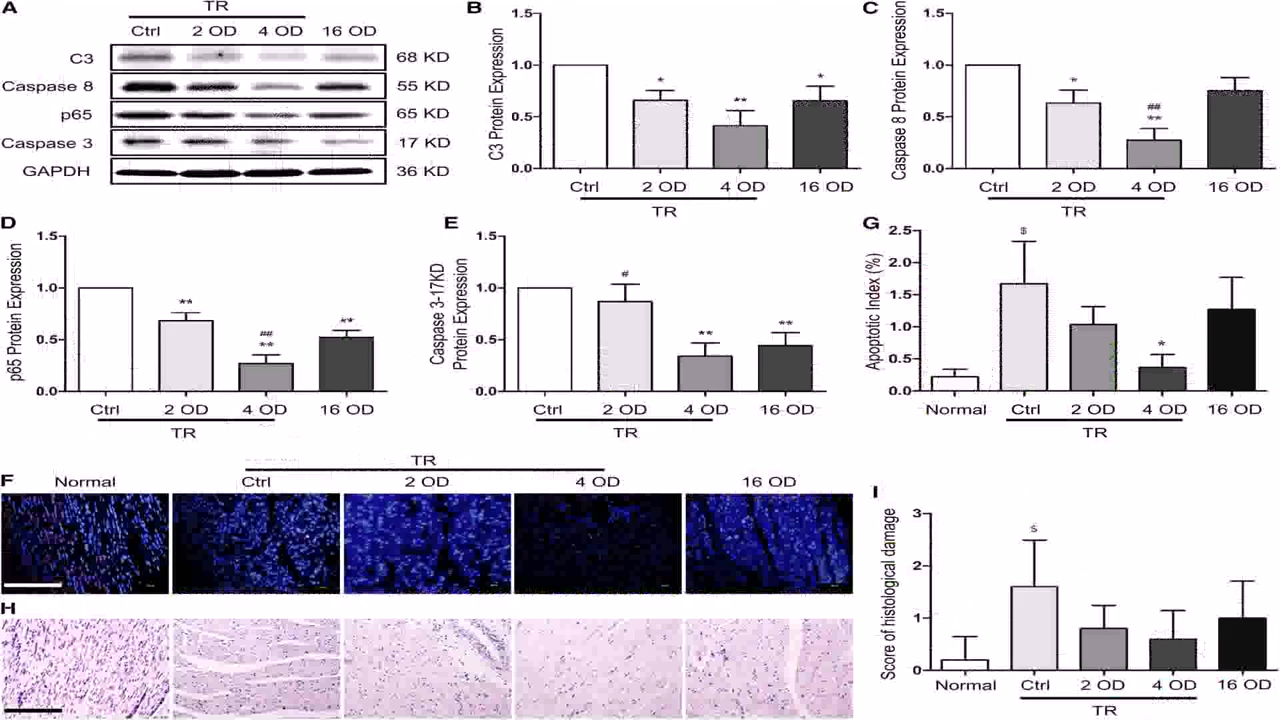 A
TR
Ctrl 2 OD 4 OD 16 OD
C3 68 KD
Caspase 8 55 KD
p65 65 KD
Caspase 3 17 KD
GAPDH 36 KD
B
C3 Protein Expression
1.5
1.0
0.5
0.0
*
**
*
Ctrl 2 OD 4 OD 16 OD
TR
C
Caspase 8 Protein Expression
1.5
1.0
0.5
0.0
*
##
**
Ctrl 2 OD 4 OD 16 OD
TR
D
p65 Protein Expression
1.5
1.0
0.5
0.0
**
##
**
**
Ctrl 2 OD 4 OD 16 OD
TR
E
Caspase 3-17KD
Protein Expression
1.5
1.0
0.5
0.0
#
**
**
Ctrl 2 OD 4 OD 16 OD
TR
G
Apoptotic Index (%)
2.5
2.0
1.5
1.0
0.5
0.0
$
*
Normal Ctrl 2 OD 4 OD 16 OD
TR
F
TR
Normal Ctrl 2 OD 4 OD 16 OD
H
I
Score of histological damage
3
2
1
0
$
Normal Ctrl 2 OD 4 OD 16 OD
TR